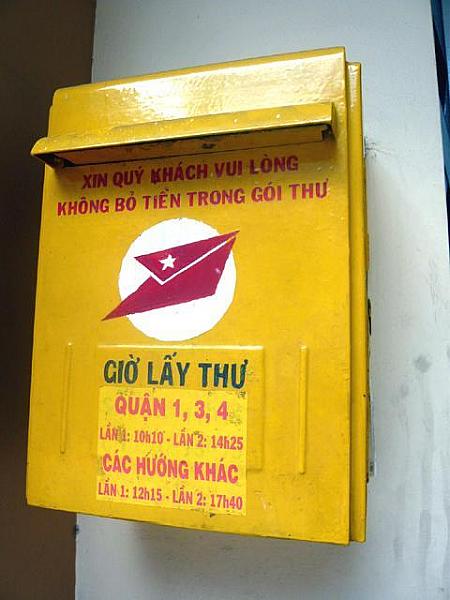 XIN QUÝ KHÁCH VUI LÒNG
KHÔNG BỎ TIỀN TRONG GÓI THƯ
GIỜ LẤY THƯ
QUẬN 1, 3, 4
LẦN 1: 10h10 - LẦN 2: 14h25
CÁC HƯỚNG KHÁC
LẦN 1: 12h15 - LẦN 2: 17h40